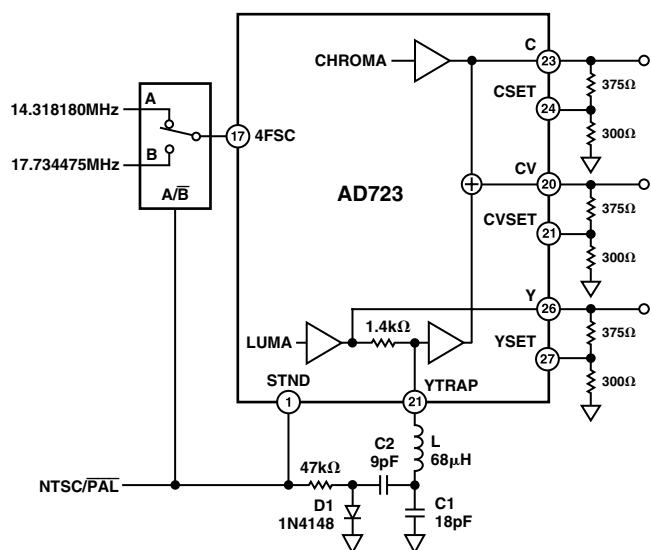 C
CHROMA
23
375Ω
CSET
A
14.318180MHz
24
300Ω
17
4FSC
B
17.734475MHz
CV
20
A/B̅
AD723
375Ω
CVSET
21
300Ω
Y
26
1.4kΩ
LUMA
375Ω
YSET
STND
27
YTRAP
300Ω
1
21
C2
9pF
L
68μH
47kΩ
NTSC/P̅A̅L̅
D1
1N4148
C1
18pF